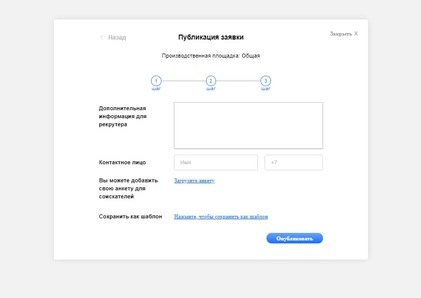 Назад
Публикация заявки
Закрыть X
Производственная площадка: Общая
1 2 3
шаг шаг шаг
Дополнительная
информация для
рекрутера
Контактное лицо
Имя
+7
Вы можете добавить
свою анкету для
соискателей
Загрузить анкету
Сохранить как шаблон
Нажмите, чтобы сохранить как шаблон
Опубликовать